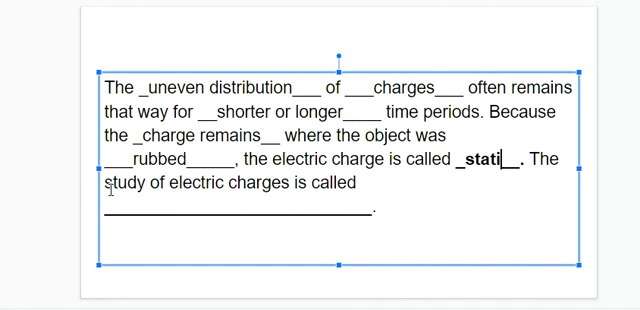 The _uneven distribution___ of ___charges___ often remains
that way for __shorter or longer____ time periods. Because
the _charge remains__ where the object was
___rubbed_____, the electric charge is called _stati__. The
study of electric charges is called
______________________________.